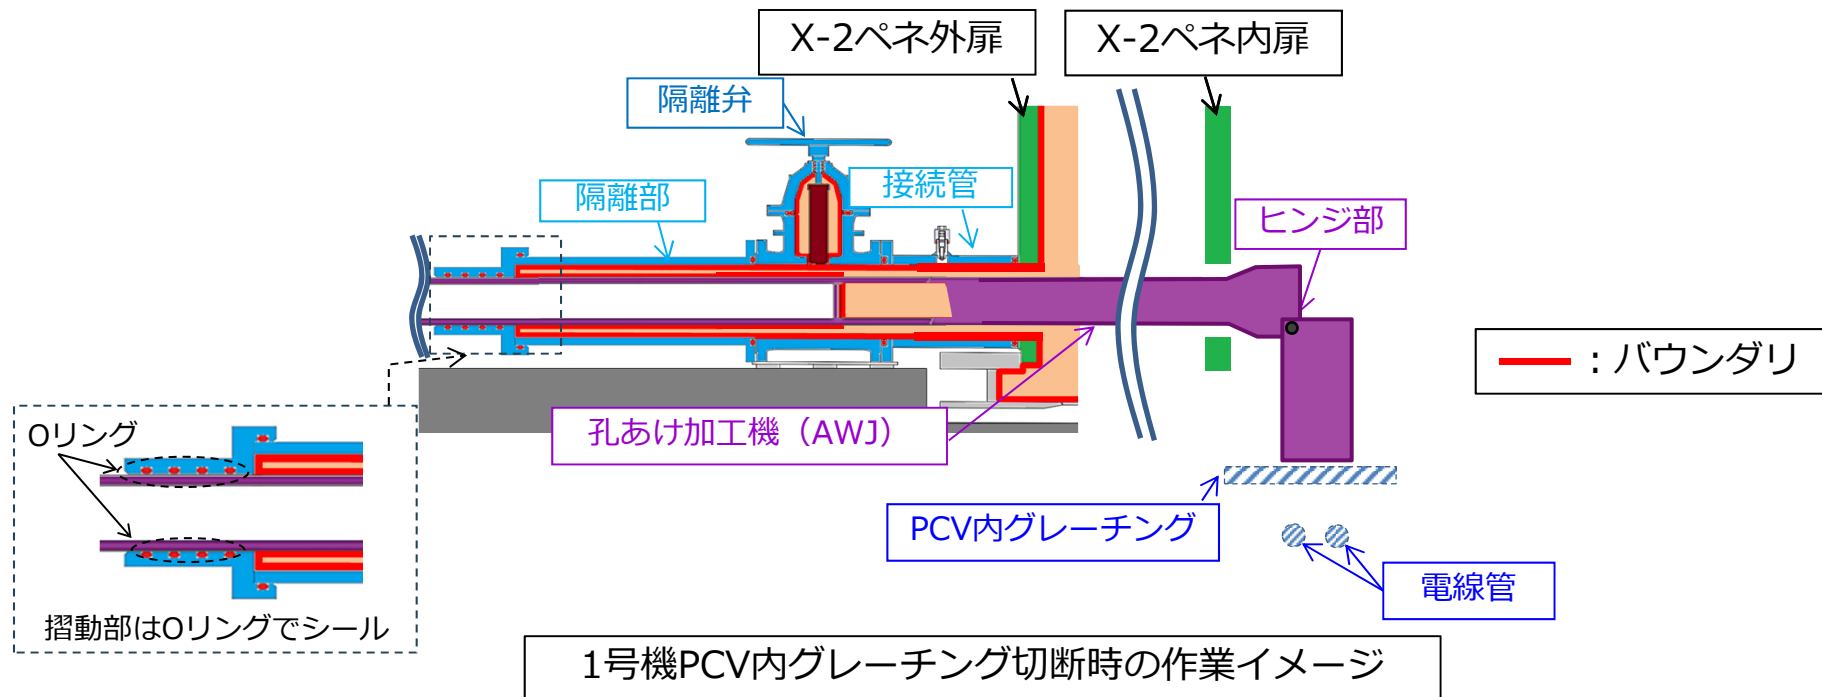 X-2ペネ外扉
X-2ペネ内扉
隔離弁
隔離部
接続管
ヒンジ部
：バウンダリ
孔あけ加工機（AWJ）
Oリング
PCV内グレーチング
電線管
摺動部はOリングでシール
1号機PCV内グレーチング切断時の作業イメージ